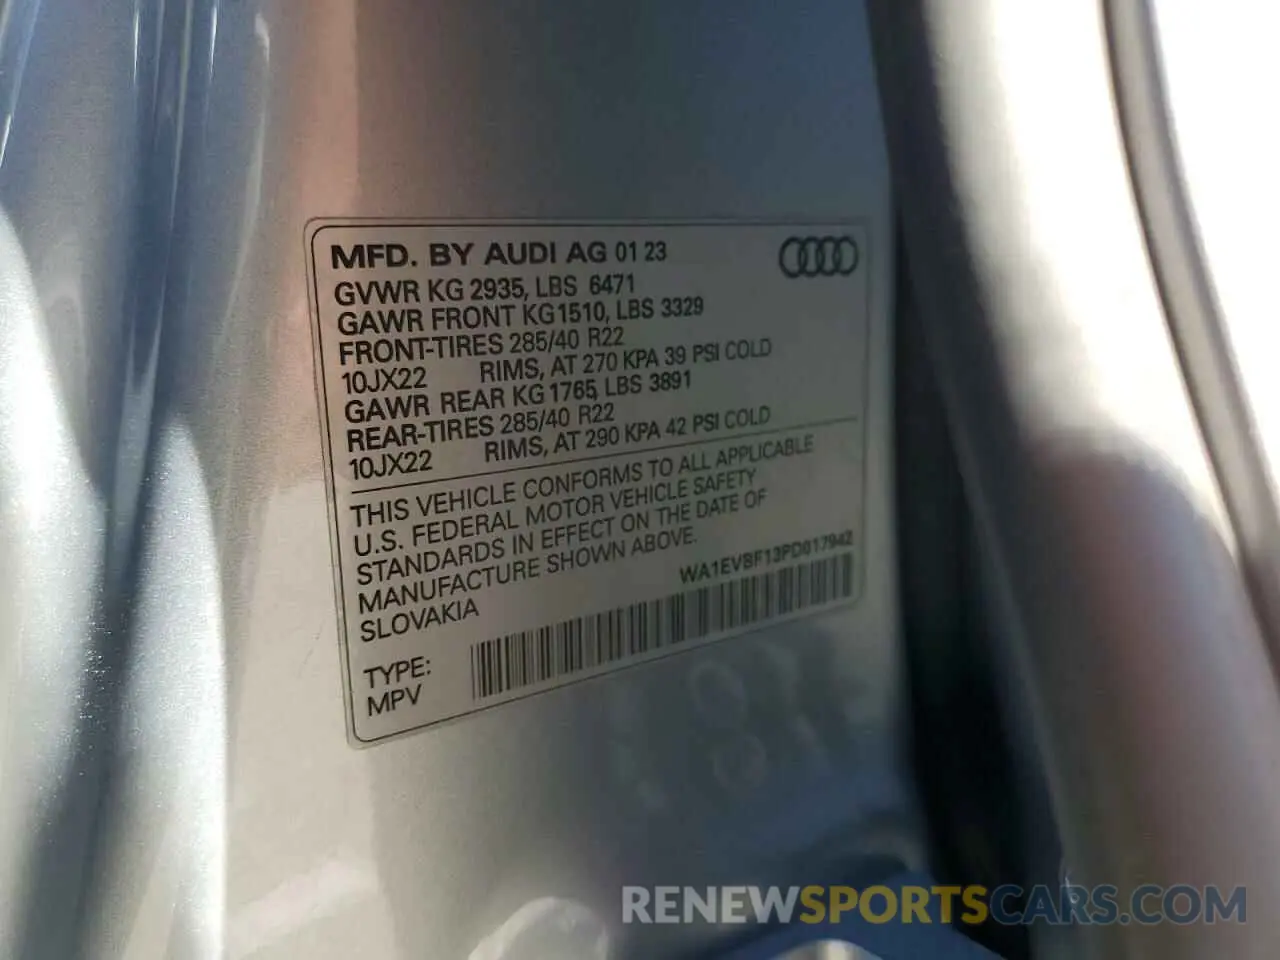 MFD. BY AUDI AG 01 23
GVWR KG 2935, LBS 6471
GAWR FRONT KG1510, LBS 3329
FRONT-TIRES 285/40 R22
10JX22 RIMS, AT 270 KPA 39 PSI COLD
GAWR REAR KG 1765, LBS 3891
REAR-TIRES 285/40 R22
10JX22 RIMS, AT 290 KPA 42 PSI COLD
THIS VEHICLE CONFORMS TO ALL APPLICABLE
U.S. FEDERAL MOTOR VEHICLE SAFETY
STANDARDS IN EFFECT ON THE DATE OF
MANUFACTURE SHOWN ABOVE.
SLOVAKIA
WA1EVBF13PD017942
TYPE:
MPV
RENEWSPORTSCARS.COM